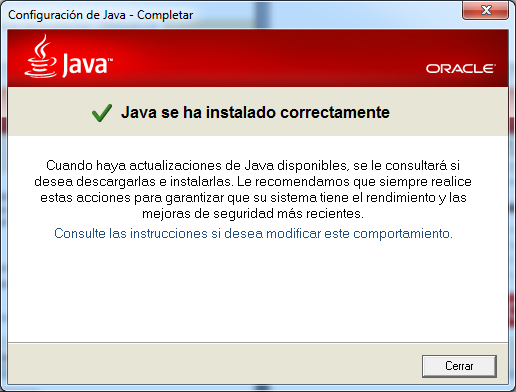 Configuración de Java - Completar
Java™
ORACLE®
Java se ha instalado correctamente
Cuando haya actualizaciones de Java disponibles, se le consultará si
desea descargarlas e instalarlas. Le recomendamos que siempre realice
estas acciones para garantizar que su sistema tiene el rendimiento y las
mejoras de seguridad más recientes.
Consulte las instrucciones si desea modificar este comportamiento.
Cerrar